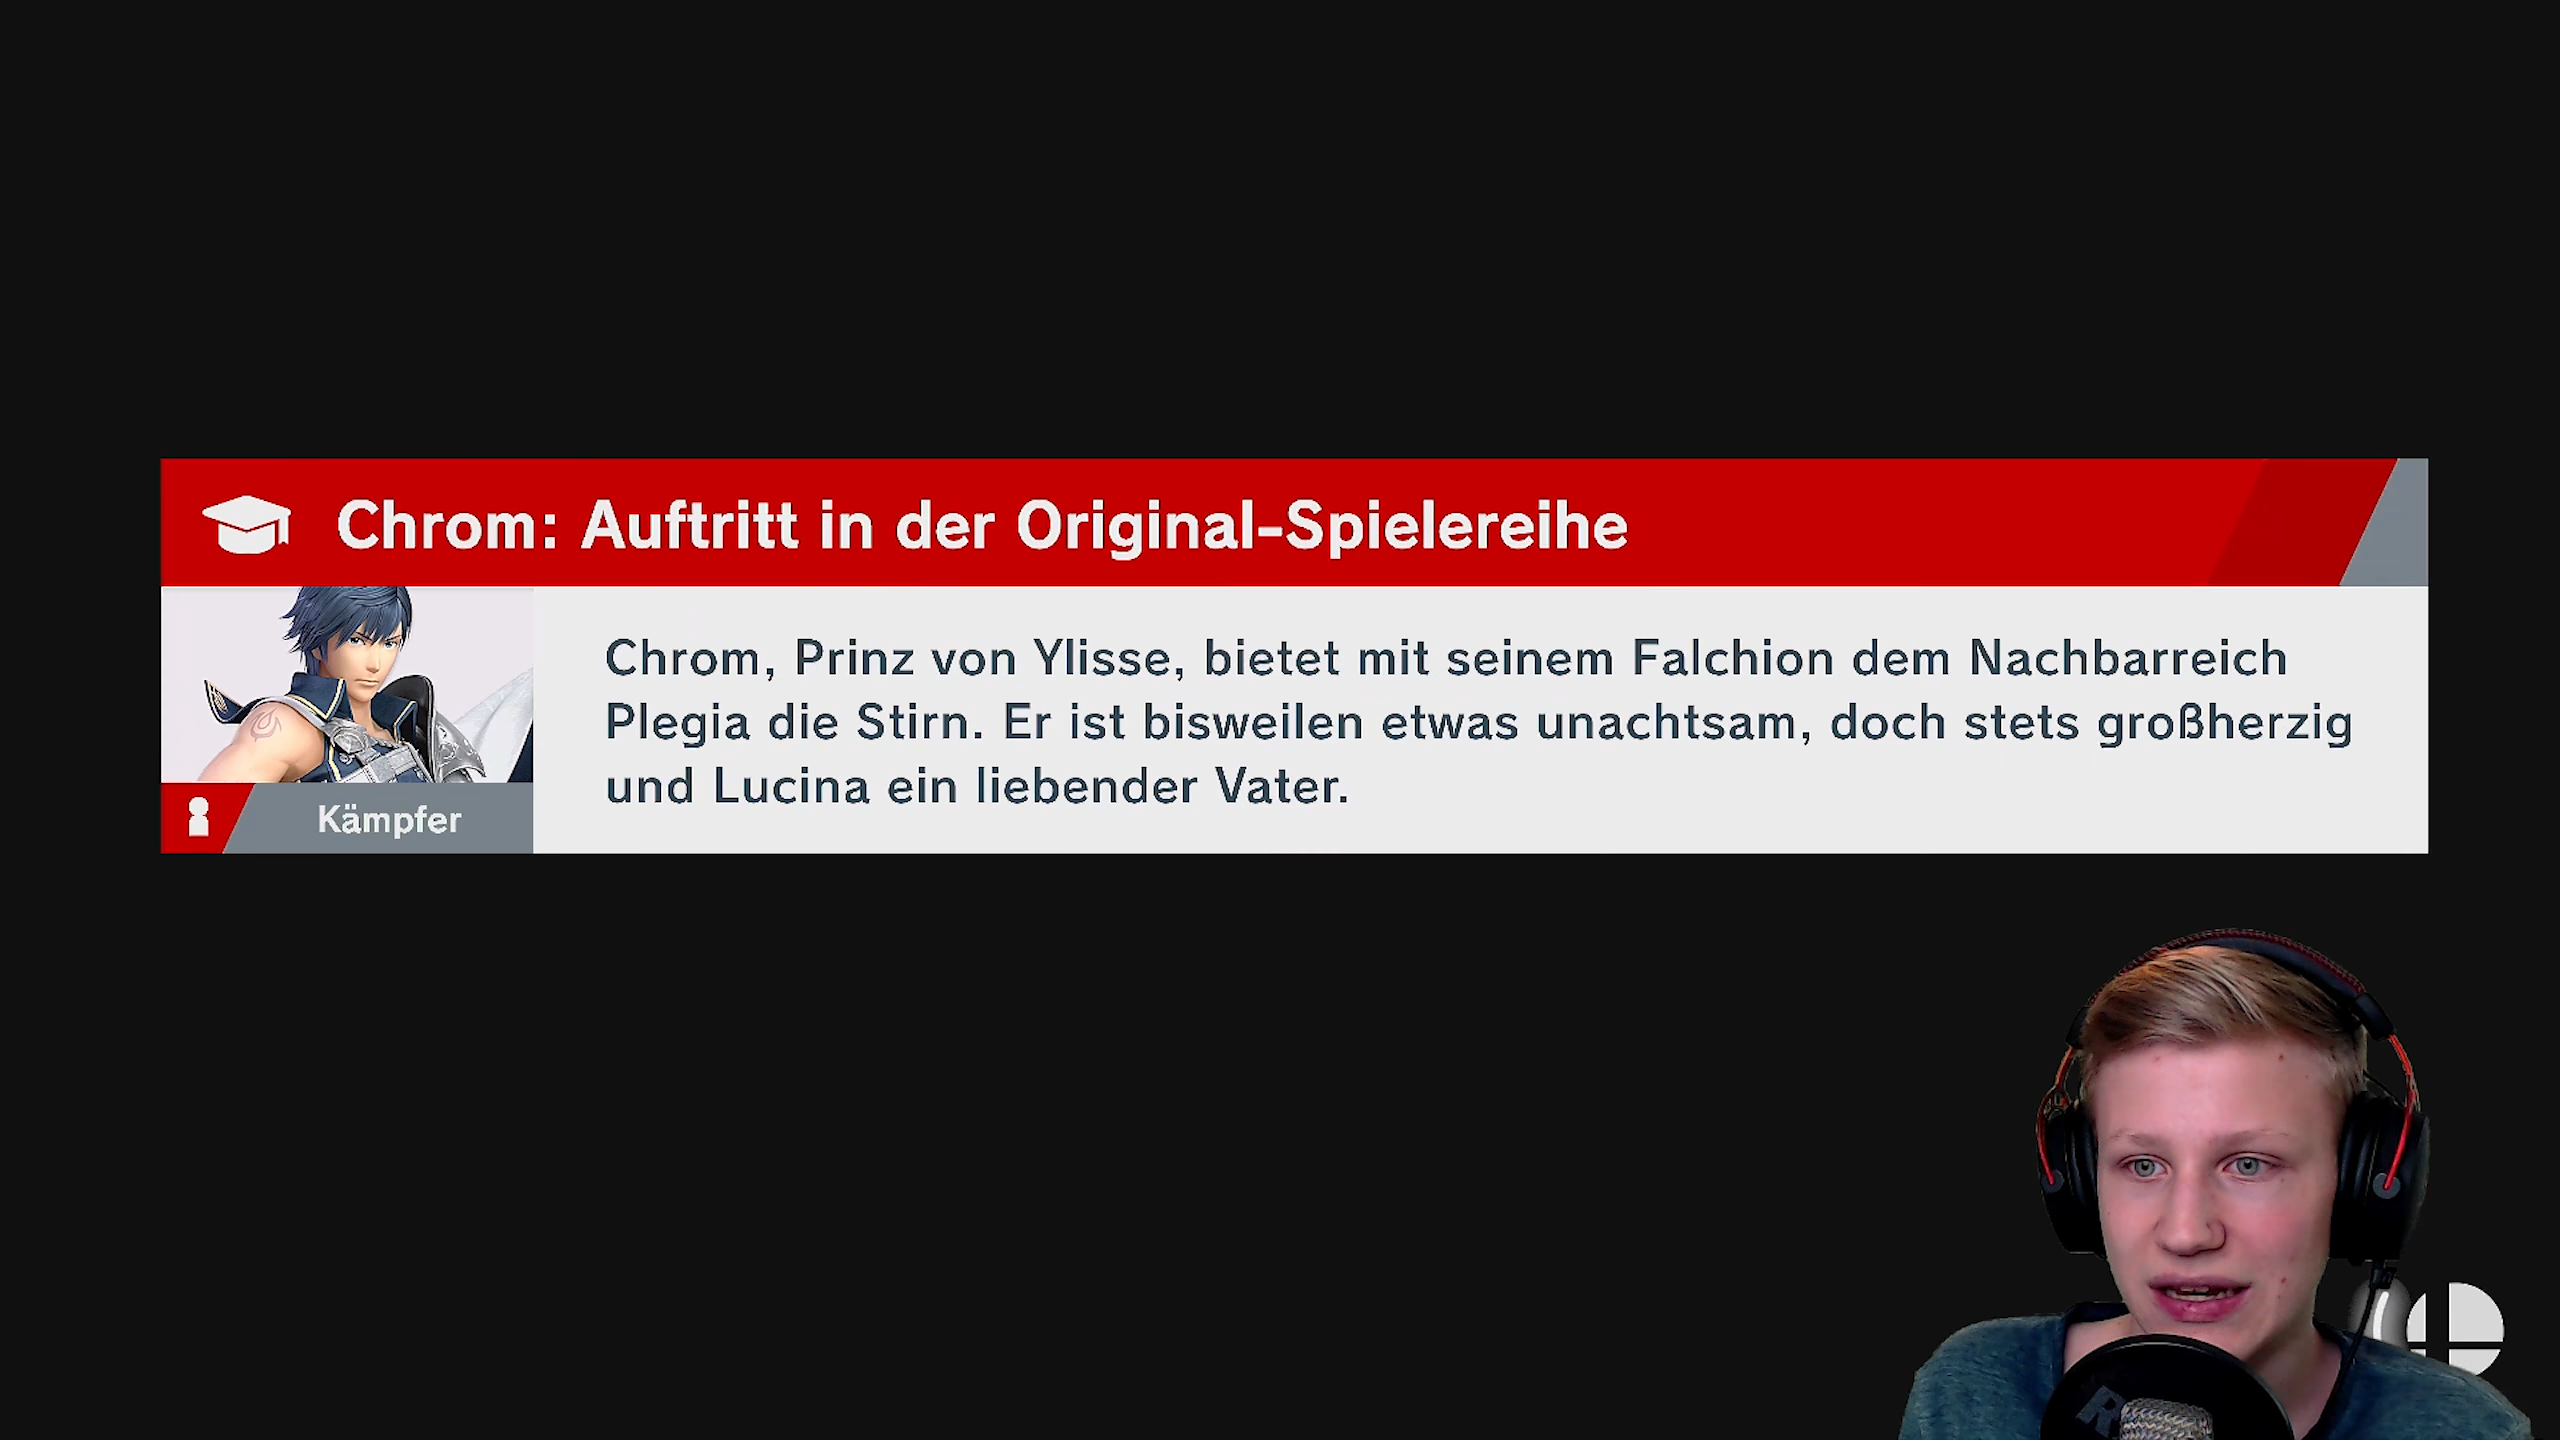 Chrom: Auftritt in der Original-Spielereihe
Chrom, Prinz von Ylisse, bietet mit seinem Falchion dem Nachbarreich
Plegia die Stirn. Er ist bisweilen etwas unachtsam, doch stets großherzig
und Lucina ein liebender Vater.
Kämpfer